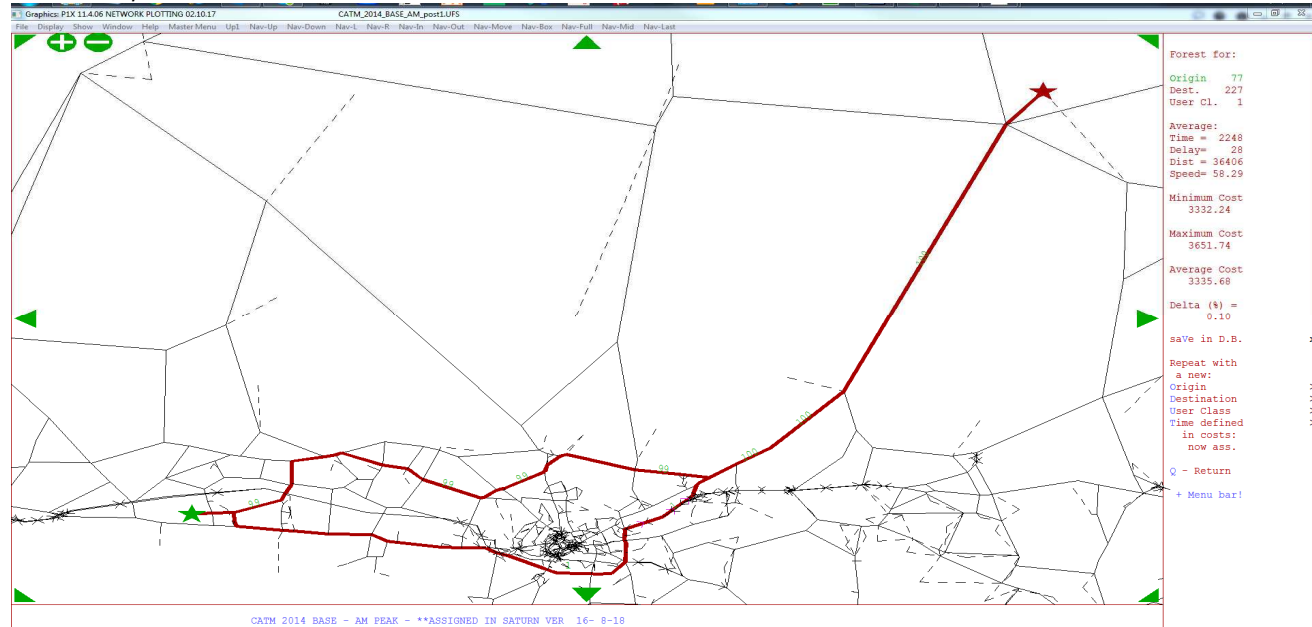 Graphics: P1X 11.4.06 NETWORK PLOTTING 02.10.17 CATM_2014_BASE_AM_post1.UFS
File Display Show Window Help Master Menu Up1 Nav-Up Nav-Down Nav-L Nav-R Nav-In Nav-Out Nav-Move Nav-Box Nav-Full Nav-Mid Nav-Last
Forest for:
Origin 77
Dest. 227
User Cl. 1
Average:
Time = 2248
Delay= 28
Dist = 36406
Speed= 58.29
Minimum Cost
3332.24
Maximum Cost
3651.74
Average Cost
3335.68
Delta (%) =
0.10
saVe in D.B.
Repeat with
a new:
Origin
Destination
User Class
Time defined
in costs:
now ass.
Q - Return
+ Menu bar!
100
100
100
99
99
99
99
CATM 2014 BASE - AM PEAK - **ASSIGNED IN SATURN VER 16- 8-18